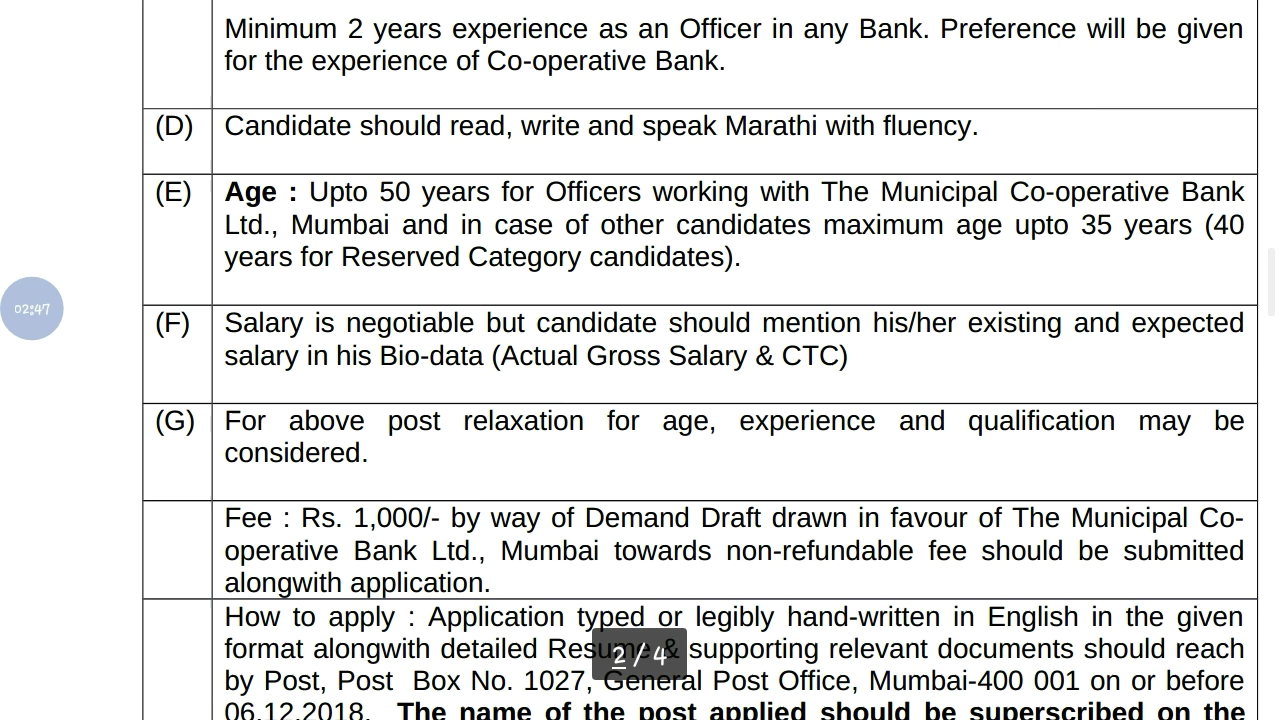 Minimum 2 years experience as an Officer in any Bank. Preference will be given
for the experience of Co-operative Bank.
(D) Candidate should read, write and speak Marathi with fluency.
(E) Age : Upto 50 years for Officers working with The Municipal Co-operative Bank
Ltd., Mumbai and in case of other candidates maximum age upto 35 years (40
years for Reserved Category candidates).
02:47
(F) Salary is negotiable but candidate should mention his/her existing and expected
salary in his Bio-data (Actual Gross Salary & CTC)
(G) For above post relaxation for age, experience and qualification may be
considered.
Fee : Rs. 1,000/- by way of Demand Draft drawn in favour of The Municipal Co-
operative Bank Ltd., Mumbai towards non-refundable fee should be submitted
alongwith application.
How to apply : Application typed or legibly hand-written in English in the given
format alongwith detailed Resume & supporting relevant documents should reach
2 / 4
by Post, Post Box No. 1027, General Post Office, Mumbai-400 001 on or before
06.12.2018. The name of the post applied should be superscribed on the